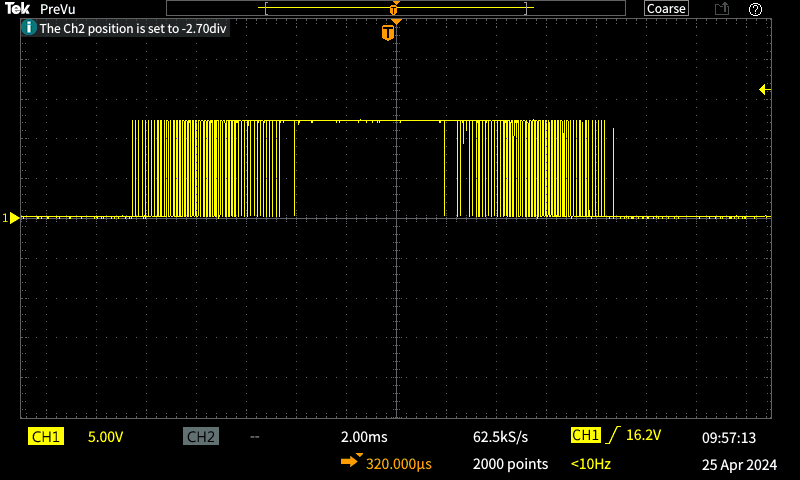 Tek PreVu T Coarse ?
i The Ch2 position is set to -2.70div
T
1
CH1 5.00V CH2 -- 2.00ms 62.5kS/s CH1 16.2V 09:57:13
320.000µs 2000 points <10Hz 25 Apr 2024